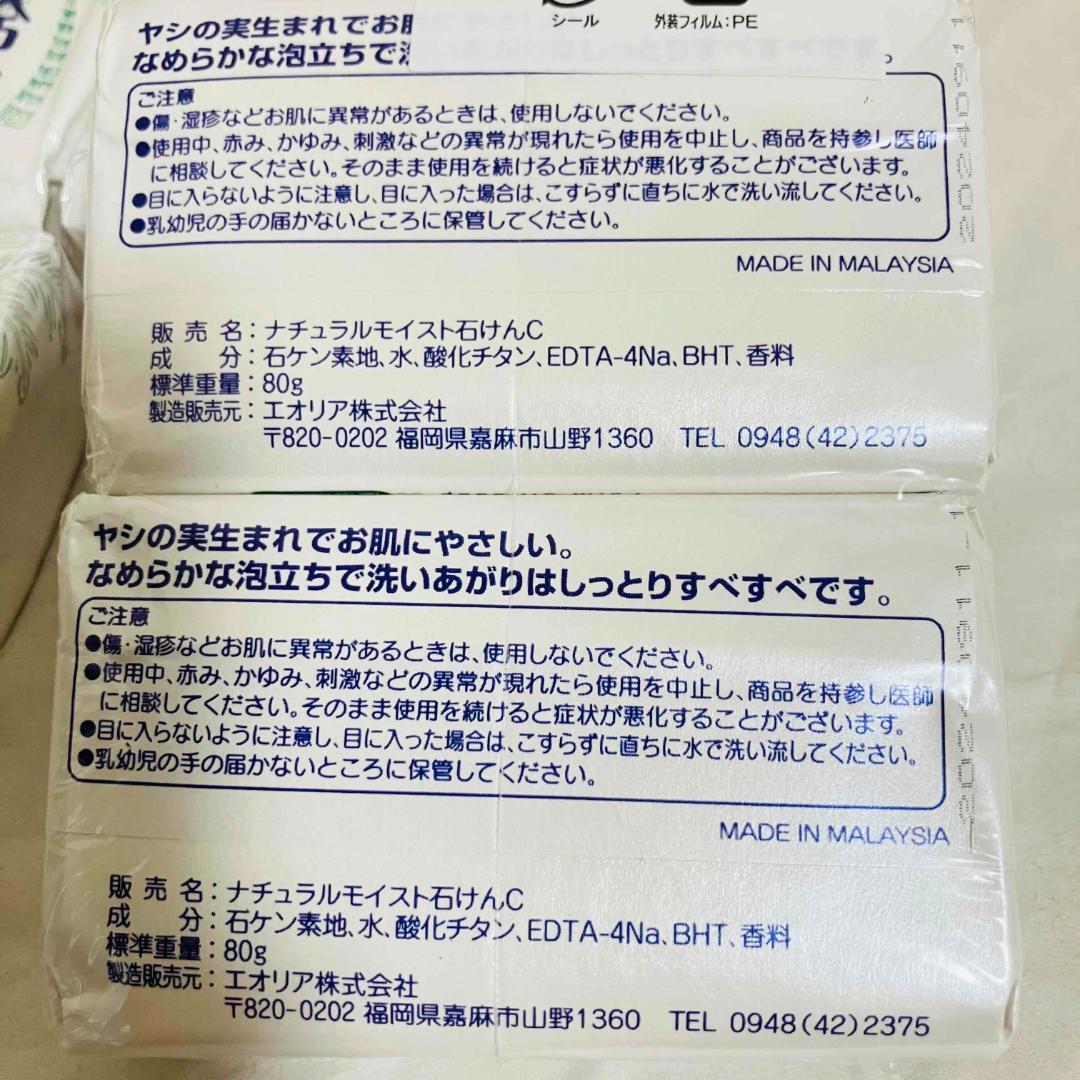 シール 外装フィルム:PE
ヤシの実生まれでお肌
なめらかな泡立ちで洗
ご注意
●傷・湿疹などお肌に異常があるときは、使用しないでください。
●使用中、赤み、かゆみ、刺激などの異常が現れたら使用を中止し、商品を持参し医師
に相談してください。そのまま使用を続けると症状が悪化することがございます。
●目に入らないように注意し、目に入った場合は、こすらずに直ちに水で洗い流してください。
●乳幼児の手の届かないところに保管してください。
MADE IN MALAYSIA
販売名:ナチュラルモイスト石けんC
成分:石ケン素地、水、酸化チタン、EDTA-4Na、BHT、香料
標準重量:80g
製造販売元:エオリア株式会社
〒820-0202 福岡県嘉麻市山野1360 TEL 0948(42)2375
ヤシの実生まれでお肌にやさしい。
なめらかな泡立ちで洗いあがりはしっとりすべすべです。
ご注意
●傷・湿疹などお肌に異常があるときは、使用しないでください。
●使用中、赤み、かゆみ、刺激などの異常が現れたら使用を中止し、商品を持参し医師
に相談してください。そのまま使用を続けると症状が悪化することがございます。
●目に入らないように注意し、目に入った場合は、こすらずに直ちに水で洗い流してください。
●乳幼児の手の届かないところに保管してください。
MADE IN MALAYSIA
販売名:ナチュラルモイスト石けんC
成分:石ケン素地、水、酸化チタン、EDTA-4Na、BHT、香料
標準重量:80g
製造販売元:エオリア株式会社
〒820-0202 福岡県嘉麻市山野1360 TEL 0948(42)2375